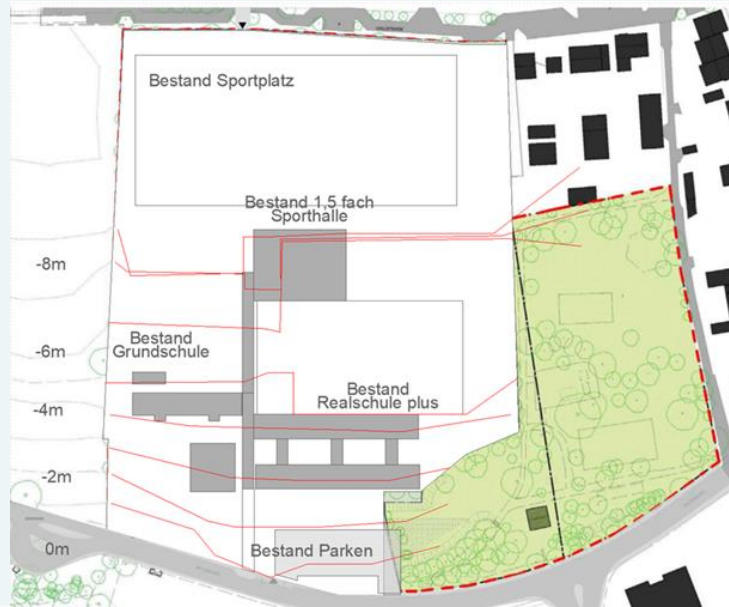 Bestand Sportplatz
Bestand 1,5 fach
Sporthalle
-8m
Bestand
Grundschule
-6m
Bestand
Realschule plus
-4m
-2m
0m
Bestand Parken